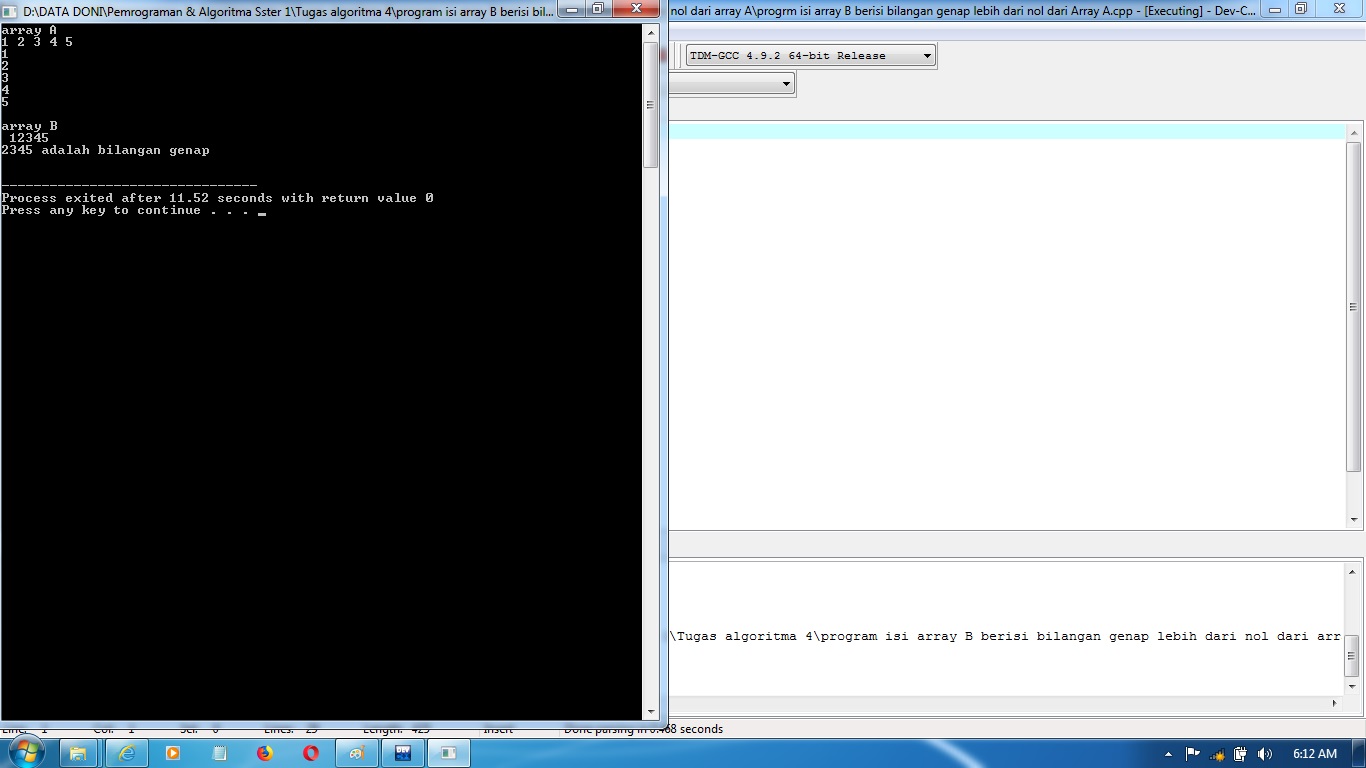 D:\DATA DONI\Pemrograman & Algoritma Sster 1\Tugas algoritma 4\program isi array B berisi bil...
array A
1 2 3 4 5
1
2
3
4
5
array B
12345
2345 adalah bilangan genap
--------------------------------
Process exited after 11.52 seconds with return value 0
Press any key to continue . . . _
nol dari array A\progrm isi array B berisi bilangan genap lebih dari nol dari Array A.cpp - [Executing] - Dev-C...
TDM-GCC 4.9.2 64-bit Release
\Tugas algoritma 4\program isi array B berisi bilangan genap lebih dari nol dari arr
Line: 1 Col: 1 Sel: 0 Lines: Length: Insert Done parsing in seconds
DEV
6:12 AM